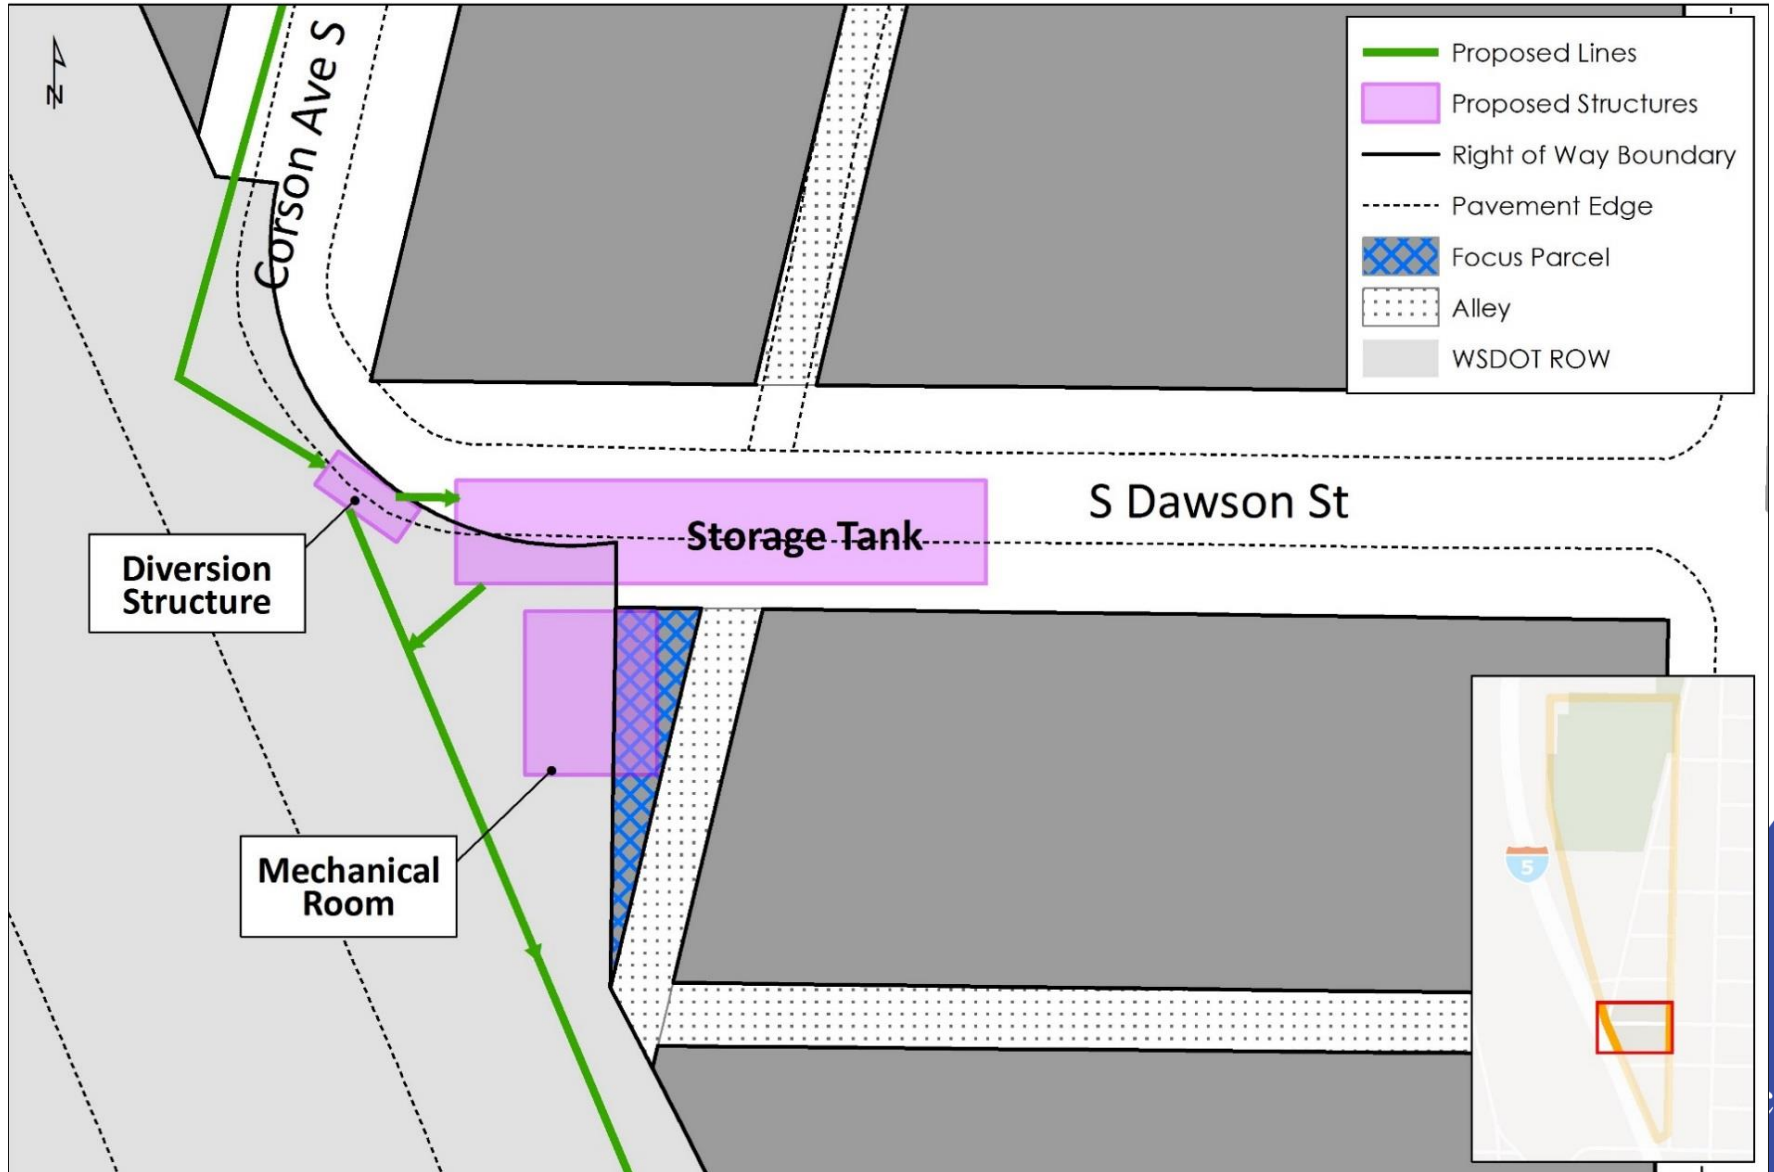 N
Corson Ave S
Proposed Lines
Proposed Structures
Right of Way Boundary
Pavement Edge
Focus Parcel
Alley
WSDOT ROW
S Dawson St
Storage Tank
Diversion
Structure
Mechanical
Room
5